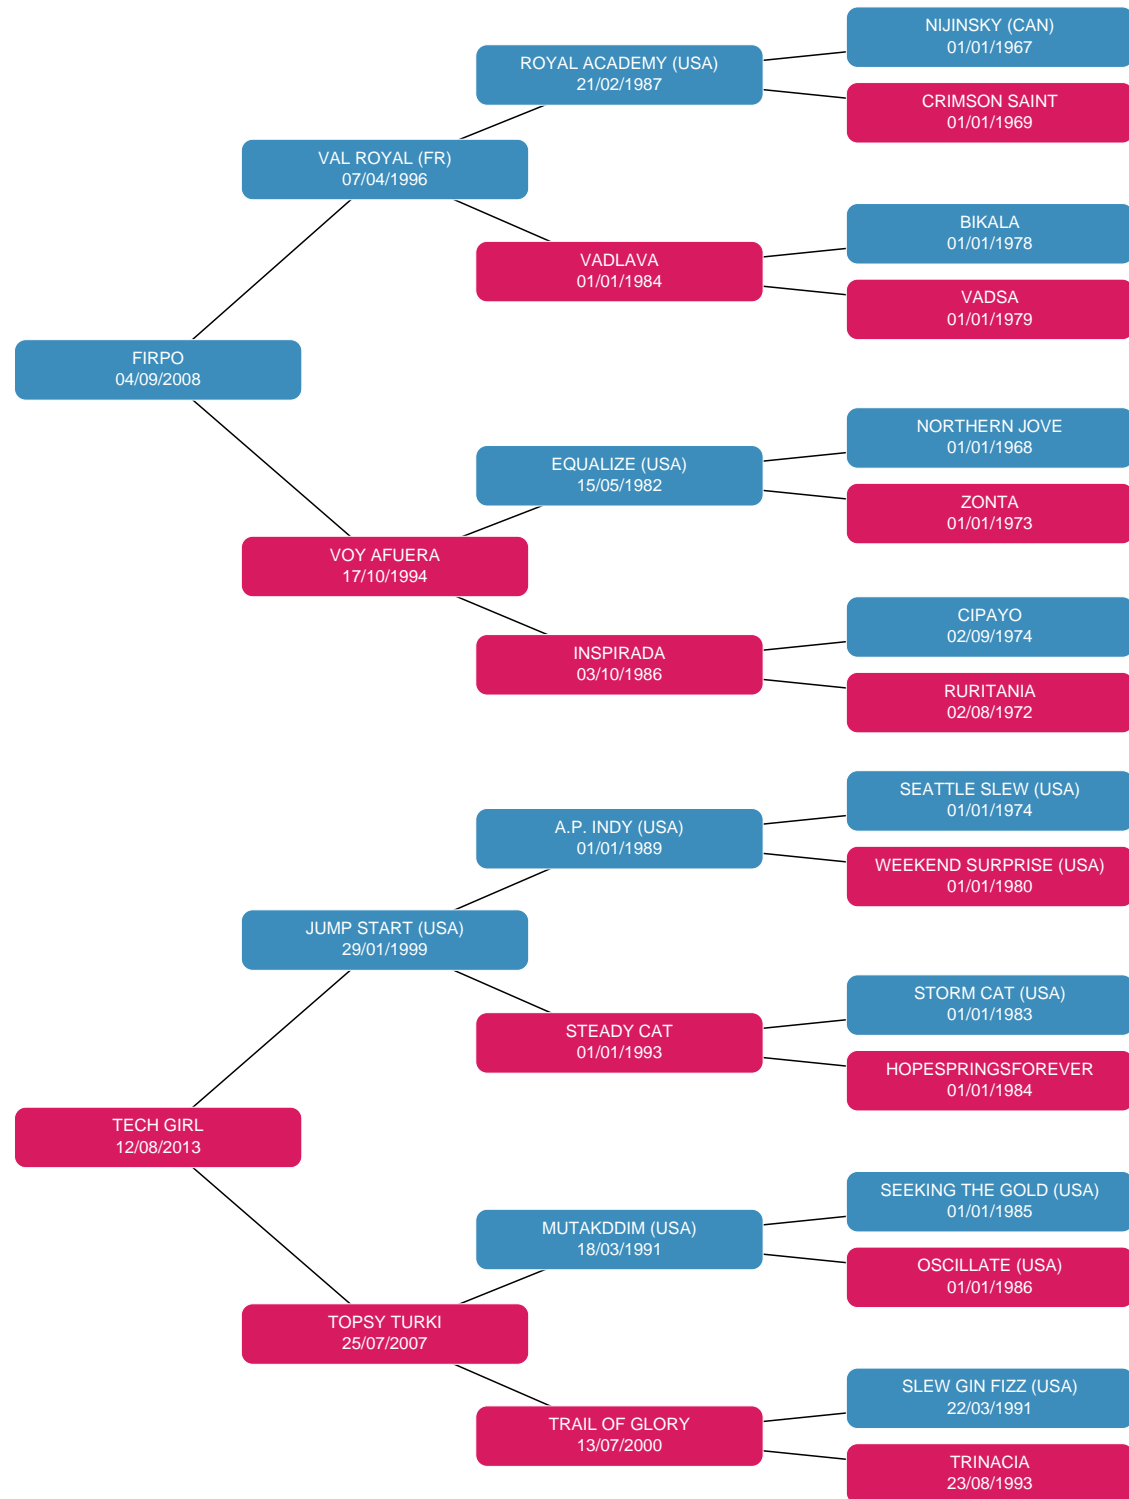 NIJINSKY (CAN)
01/01/1967
ROYAL ACADEMY (USA)
21/02/1987
CRIMSON SAINT
01/01/1969
VAL ROYAL (FR)
07/04/1996
BIKALA
01/01/1978
VADLAVA
01/01/1984
VADSA
01/01/1979
FIRPO
04/09/2008
NORTHERN JOVE
01/01/1968
EQUALIZE (USA)
15/05/1982
ZONTA
01/01/1973
VOY AFUERA
17/10/1994
CIPAYO
02/09/1974
INSPIRADA
03/10/1986
RURITANIA
02/08/1972
SEATTLE SLEW (USA)
01/01/1974
A.P. INDY (USA)
01/01/1989
WEEKEND SURPRISE (USA)
01/01/1980
JUMP START (USA)
29/01/1999
STORM CAT (USA)
01/01/1983
STEADY CAT
01/01/1993
HOPESPRINGSFOREVER
01/01/1984
TECH GIRL
12/08/2013
SEEKING THE GOLD (USA)
01/01/1985
MUTAKDDIM (USA)
18/03/1991
OSCILLATE (USA)
01/01/1986
TOPSY TURKI
25/07/2007
SLEW GIN FIZZ (USA)
22/03/1991
TRAIL OF GLORY
13/07/2000
TRINACIA
23/08/1993